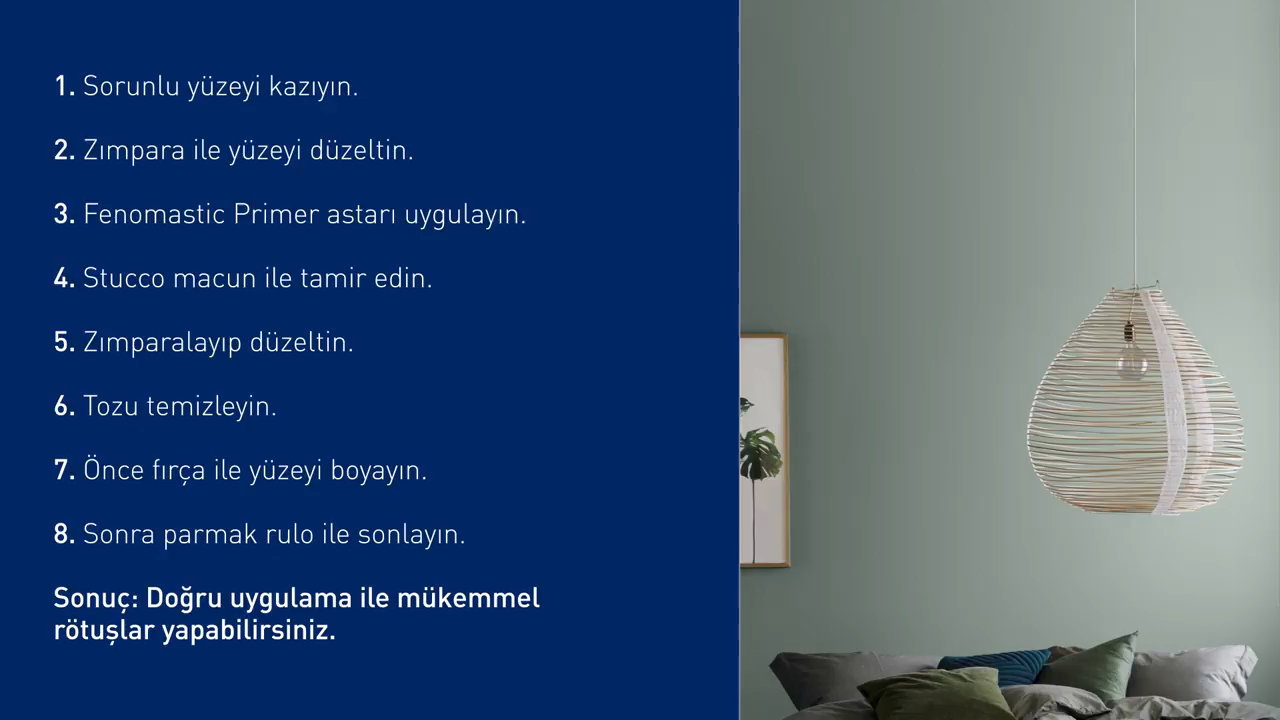 1. Sorunlu yüzeyi kazıyın.
2. Zımpara ile yüzeyi düzeltin.
3. Fenomastic Primer astarı uygulayın.
4. Stucco macun ile tamir edin.
5. Zımparalayıp düzeltin.
6. Tozu temizleyin.
7. Önce fırça ile yüzeyi boyayın.
8. Sonra parmak rulo ile sonlayın.
Sonuç: Doğru uygulama ile mükemmel
rötuşlar yapabilirsiniz.